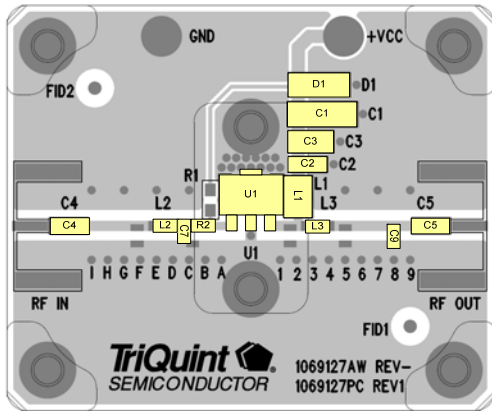 GND
+VCC
FID2
D1 D1
C1 C1
C3 C3
C2 C2
R1
U1
L1 L1
C4
L2
L3
C5
C4
L2
C7
R2
L3
C9
C5
U1
I H G F E D C B A
1 2 3 4 5 6 7 8 9
RF IN
RF OUT
FID1
TriQuint
SEMICONDUCTOR
1069127AW REV-
1069127PC REV1